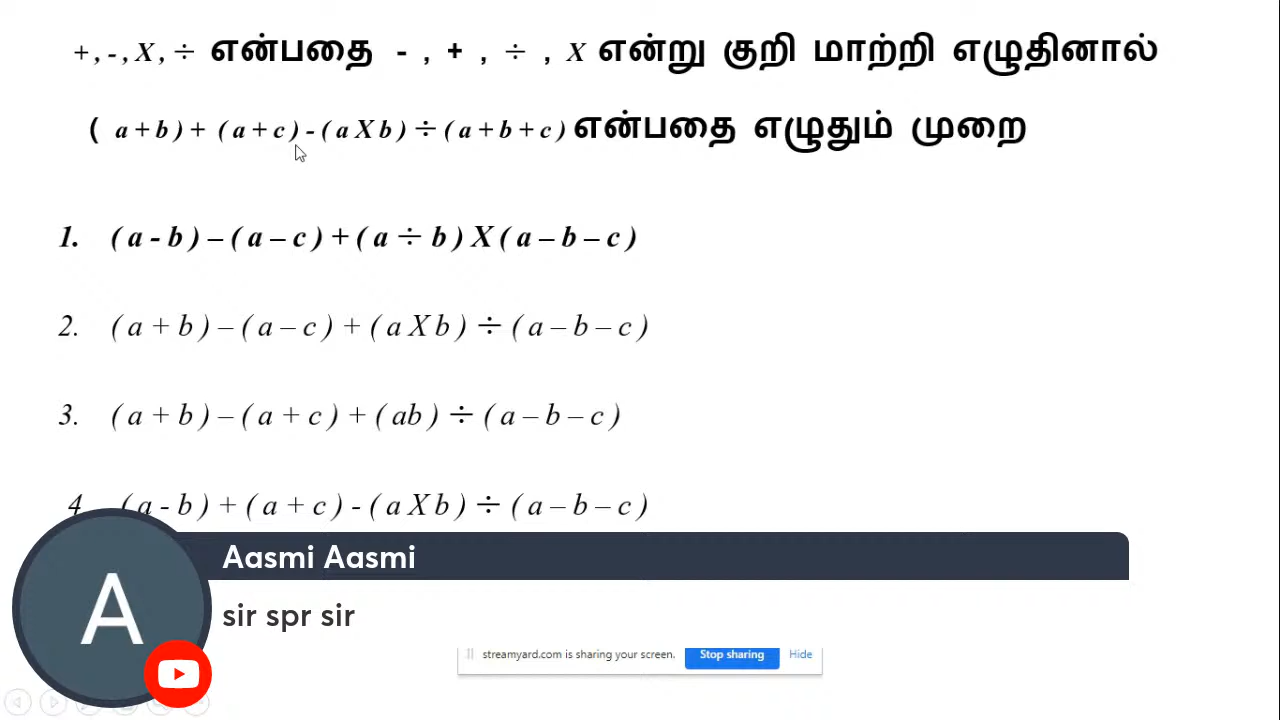 + , - , X , ÷ என்பதை - , + , ÷ , X என்று குறி மாற்றி எழுதினால்
( a + b ) + ( a + c ) - ( a X b ) ÷ ( a + b + c ) என்பதை எழுதும் முறை
1. ( a - b ) – ( a – c ) + ( a ÷ b ) X ( a – b – c )
2. ( a + b ) – ( a – c ) + ( a X b ) ÷ ( a – b – c )
3. ( a + b ) – ( a + c ) + ( ab ) ÷ ( a – b – c )
4 ( a - b ) + ( a + c ) - ( a X b ) ÷ ( a – b – c )
Aasmi Aasmi
A
sir spr sir
streamyard.com is sharing your screen. Stop sharing Hide